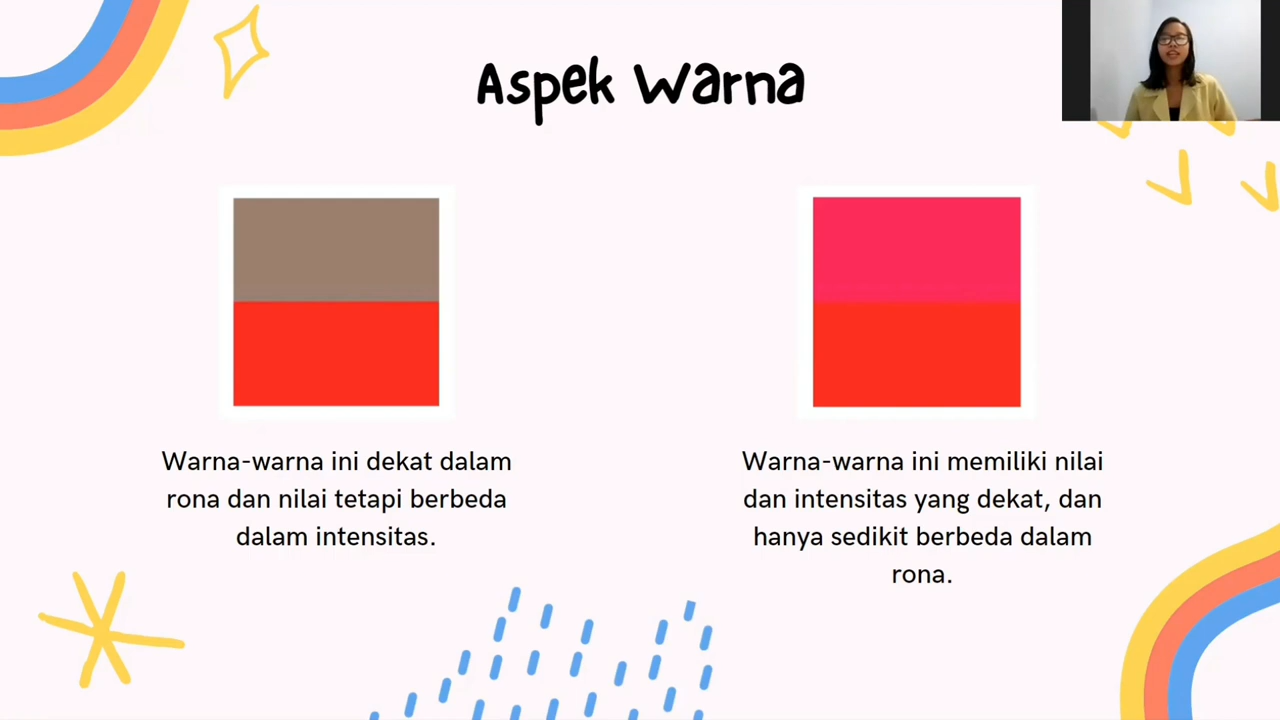 Aspek Warna
Warna-warna ini dekat dalam
rona dan nilai tetapi berbeda
dalam intensitas.
Warna-warna ini memiliki nilai
dan intensitas yang dekat, dan
hanya sedikit berbeda dalam
rona.